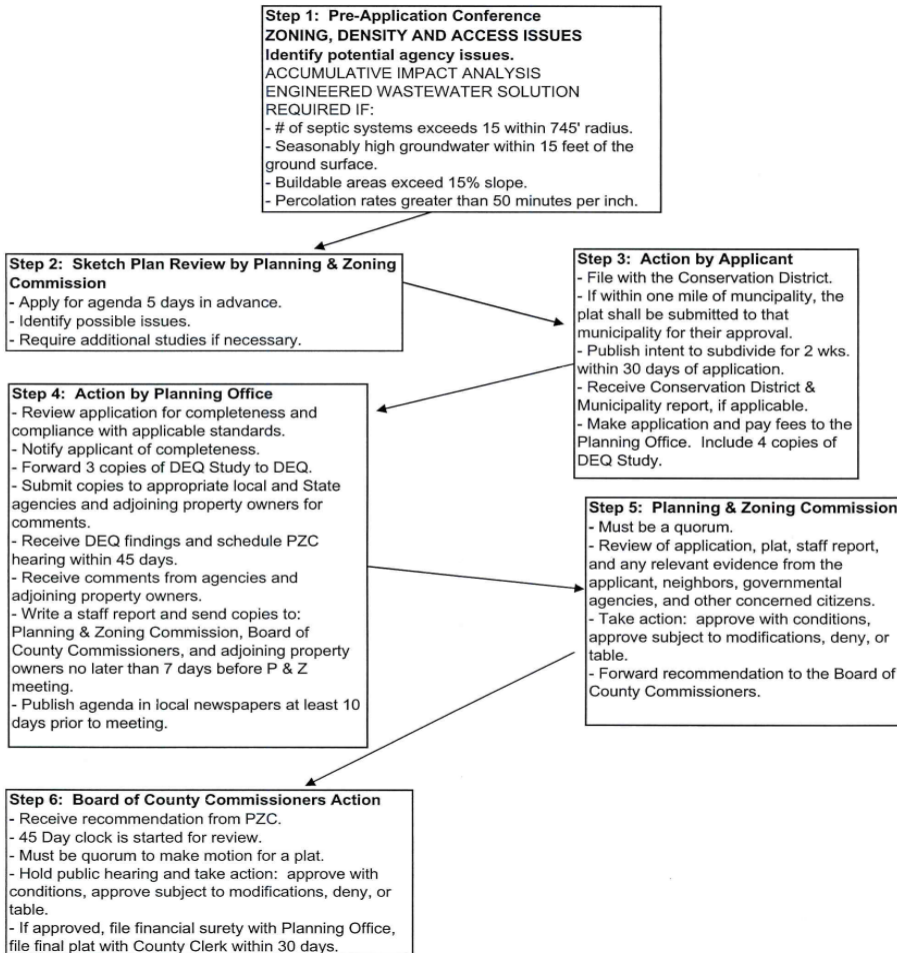 Step 1:  Pre-Application Conference
ZONING, DENSITY AND ACCESS ISSUES
Identify potential agency issues.
ACCUMULATIVE IMPACT ANALYSIS
ENGINEERED WASTEWATER SOLUTION
REQUIRED IF:
- # of septic systems exceeds 15 within 745' radius.
- Seasonably high groundwater within 15 feet of the
ground surface.
- Buildable areas exceed 15% slope.
- Percolation rates greater than 50 minutes per inch.
Step 2:  Sketch Plan Review by Planning & Zoning
Commission
- Apply for agenda 5 days in advance.
- Identify possible issues.
- Require additional studies if necessary.
Step 3:  Action by Applicant
- File with the Conservation District.
- If within one mile of muncipality, the
plat shall be submitted to that
municipality for their approval.
- Publish intent to subdivide for 2 wks.
within 30 days of application.
- Receive Conservation District &
Municipality report, if applicable.
- Make application and pay fees to the
Planning Office.  Include 4 copies of
DEQ Study.
Step 4:  Action by Planning Office
- Review application for completeness and
compliance with applicable standards.
- Notify applicant of completeness.
- Forward 3 copies of DEQ Study to DEQ.
- Submit copies to appropriate local and State
agencies and adjoining property owners for
comments.
- Receive DEQ findings and schedule PZC
hearing within 45 days.
- Receive comments from agencies and
adjoining property owners.
- Write a staff report and send copies to:
Planning & Zoning Commission, Board of
County Commissioners, and adjoining property
owners no later than 7 days before P & Z
meeting.
- Publish agenda in local newspapers at least 10
days prior to meeting.
Step 5:  Planning & Zoning Commission
- Must be a quorum.
- Review of application, plat, staff report,
and any relevant evidence from the
applicant, neighbors, governmental
agencies, and other concerned citizens.
- Take action:  approve with conditions,
approve subject to modifications, deny, or
table.
- Forward recommendation to the Board of
County Commissioners.
Step 6:  Board of County Commissioners Action
- Receive recommendation from PZC.
- 45 Day clock is started for review.
- Must be quorum to make motion for a plat.
- Hold public hearing and take action:  approve with
conditions, approve subject to modifications, deny, or
table.
- If approved, file financial surety with Planning Office,
file final plat with County Clerk within 30 days.